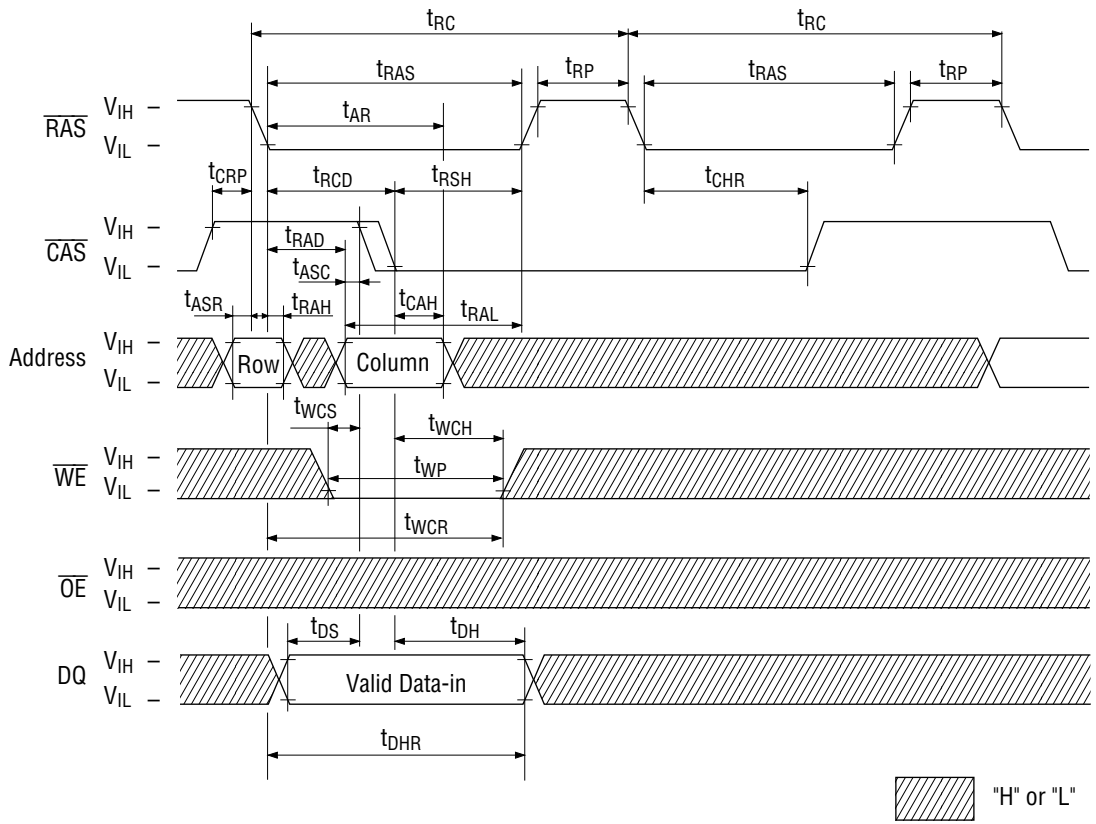 tRC tRC
tRAS tRP tRAS tRP
RAS VIH –
VIL –
tAR
tCRP tRCD tRSH tCHR
CAS VIH –
VIL –
tRAD
tASC
tASR tRAH tCAH tRAL
Address VIH –
VIL –
Row Column
tWCS tWCH
WE VIH –
VIL –
tWP
tWCR
OE VIH –
VIL –
tDS tDH
DQ VIH –
VIL –
Valid Data-in
tDHR
"H" or "L"